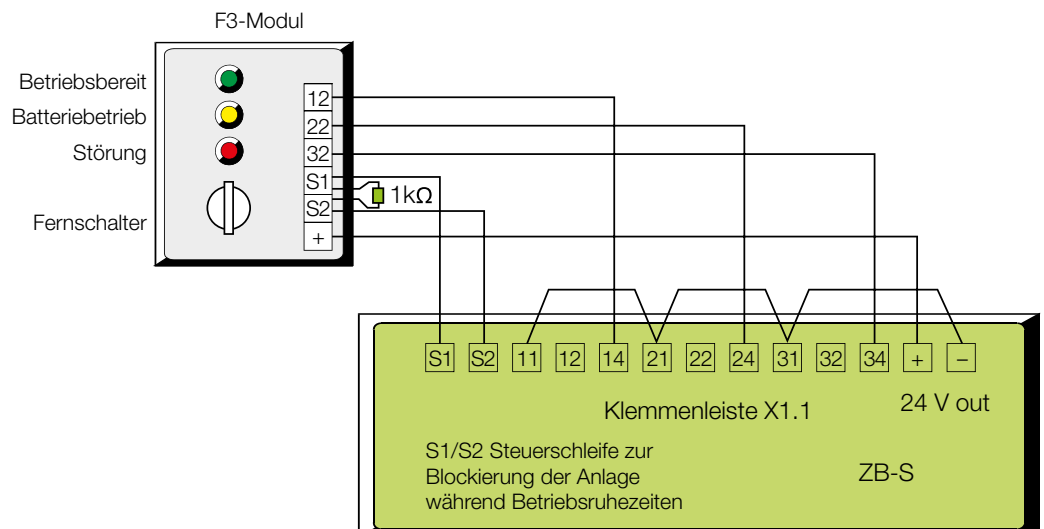 F3-Modul
Betriebsbereit
Batteriebetrieb
Störung
Fernschalter
12
22
32
S1
S2
+
1kΩ
S1 S2 11 12 14 21 22 24 31 32 34 + −
Klemmenleiste X1.1
24 V out
S1/S2 Steuerschleife zur
Blockierung der Anlage
während Betriebsruhezeiten
ZB-S